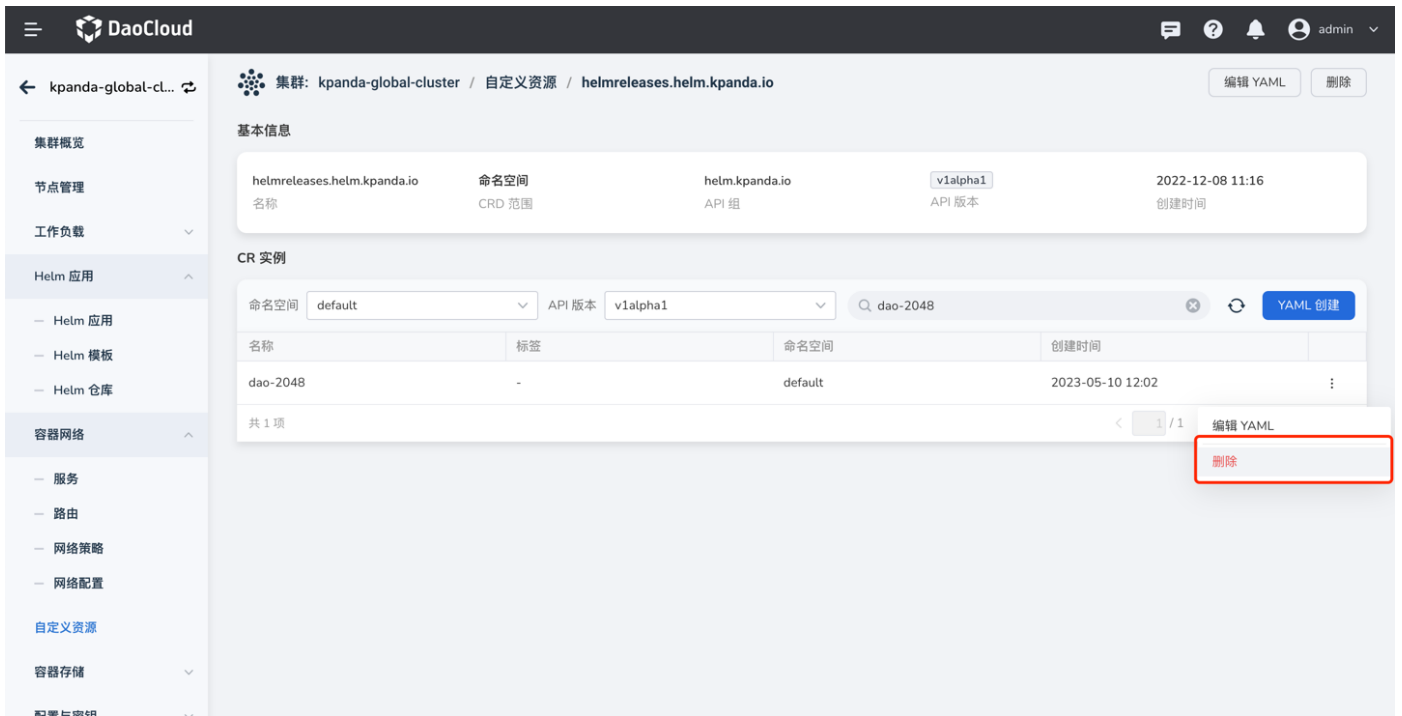 DaoCloud
admin
kpanda-global-cl...
集群: kpanda-global-cluster / 自定义资源 / helmreleases.helm.kpanda.io
编辑 YAML
删除
集群概览
节点管理
工作负载
Helm 应用
Helm 应用
Helm 模板
Helm 仓库
容器网络
服务
路由
网络策略
网络配置
自定义资源
容器存储
配置与密钥
基本信息
helmreleases.helm.kpanda.io 命名空间 helm.kpanda.io v1alpha1 2022-12-08 11:16
名称 CRD 范围 API 组 API 版本 创建时间
CR 实例
命名空间 default API 版本 v1alpha1 dao-2048 YAML 创建
名称 标签 命名空间 创建时间
dao-2048 - default 2023-05-10 12:02
共 1 项 1 / 1
编辑 YAML
删除